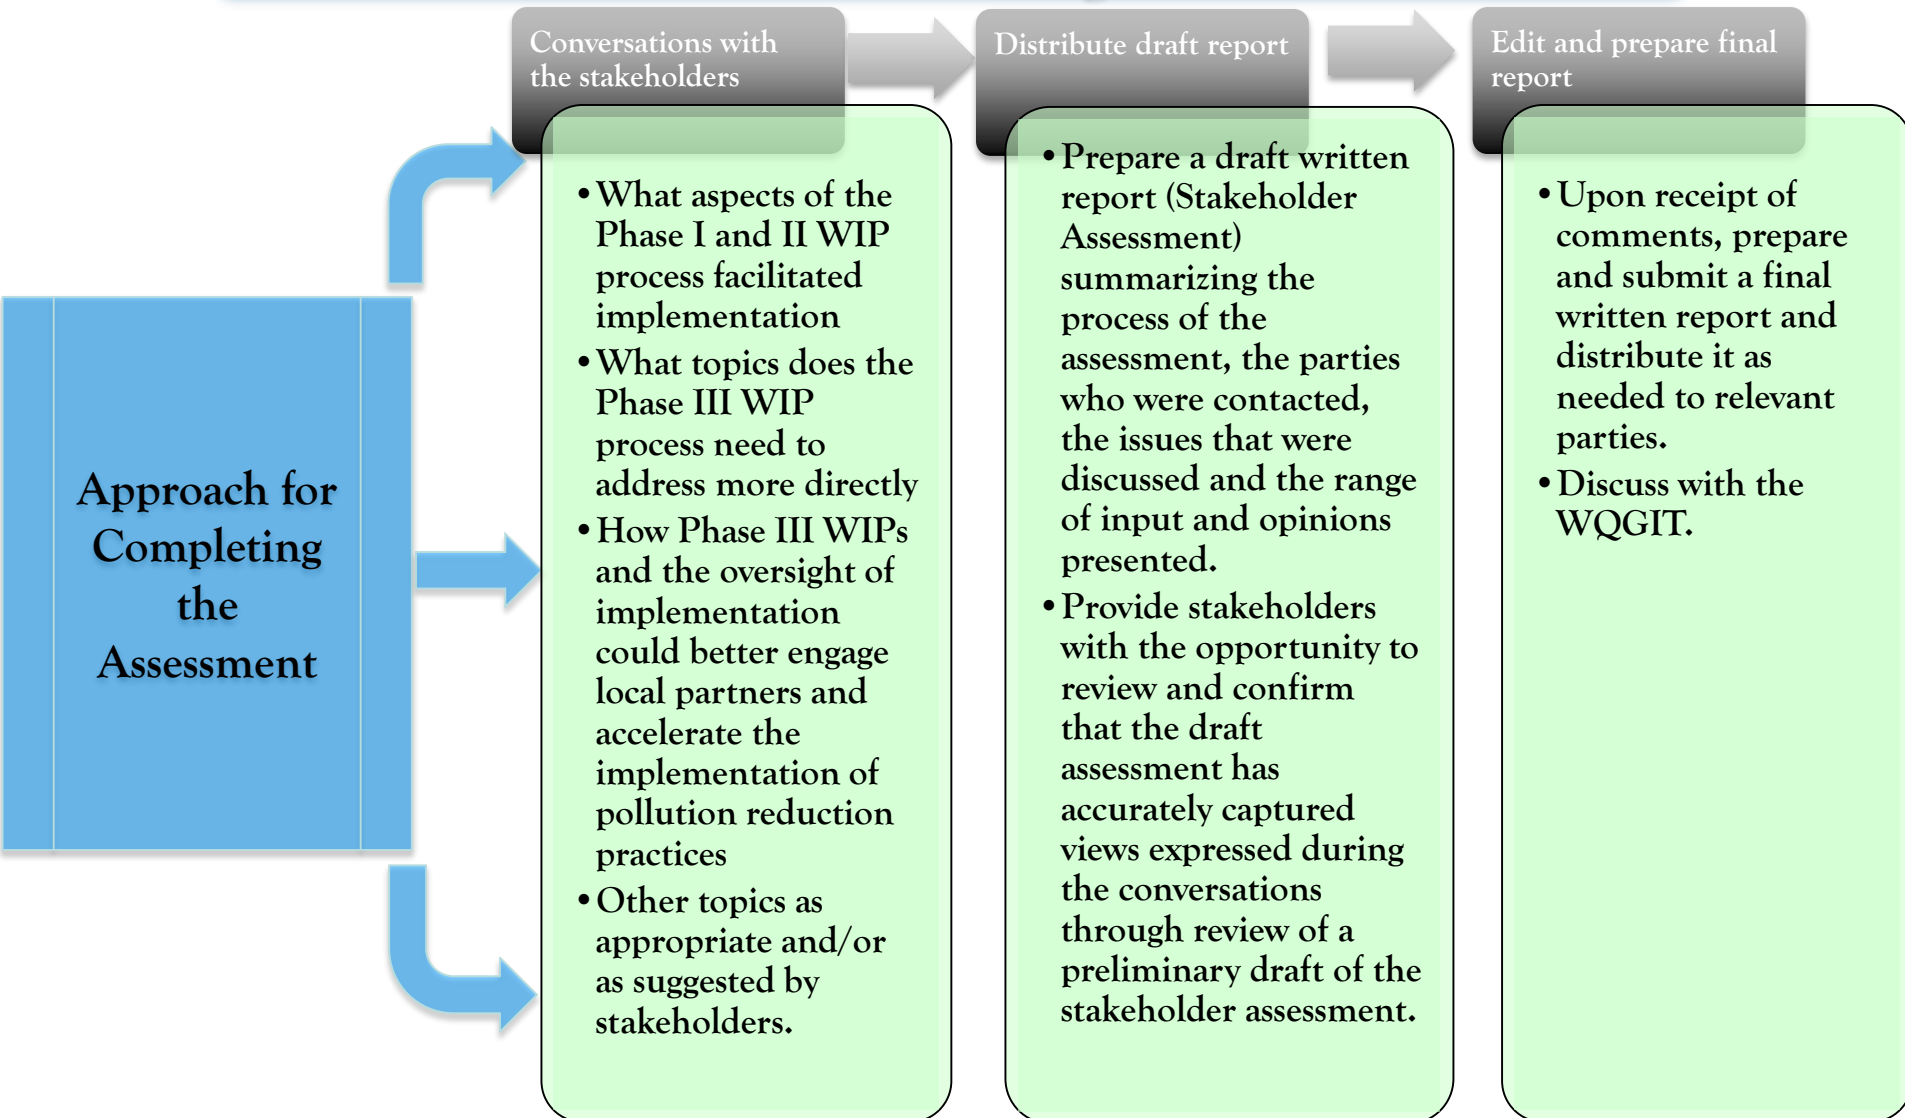 Conversations with
the stakeholders
Distribute draft report
Edit and prepare final
report
Approach for
Completing
the
Assessment
•What aspects of the
Phase I and II WIP
process facilitated
implementation
•What topics does the
Phase III WIP
process need to
address more directly
•How Phase III WIPs
and the oversight of
implementation
could better engage
local partners and
accelerate the
implementation of
pollution reduction
practices
•Other topics as
appropriate and/or
as suggested by
stakeholders.
•Prepare a draft written
report (Stakeholder
Assessment)
summarizing the
process of the
assessment, the parties
who were contacted,
the issues that were
discussed and the range
of input and opinions
presented.
•Provide stakeholders
with the opportunity to
review and confirm
that the draft
assessment has
accurately captured
views expressed during
the conversations
through review of a
preliminary draft of the
stakeholder assessment.
•Upon receipt of
comments, prepare
and submit a final
written report and
distribute it as
needed to relevant
parties.
•Discuss with the
WQGIT.